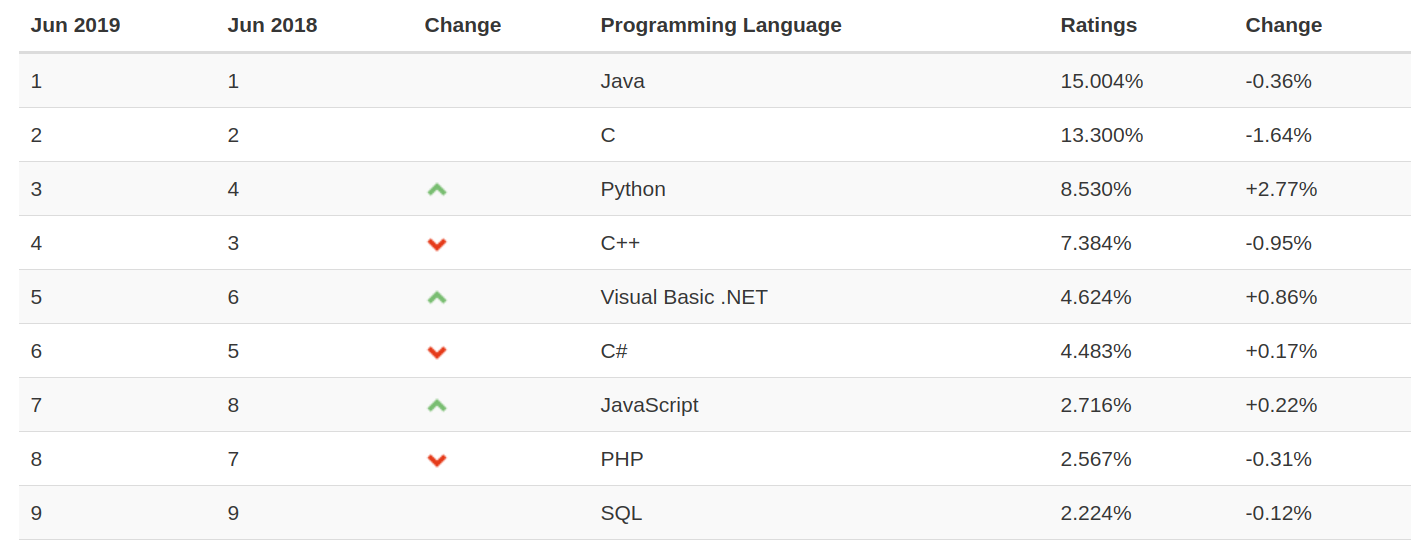 Jun 2019 Jun 2018 Change Programming Language Ratings Change
1 1 Java 15.004% -0.36%
2 2 C 13.300% -1.64%
3 4 Python 8.530% +2.77%
4 3 C++ 7.384% -0.95%
5 6 Visual Basic .NET 4.624% +0.86%
6 5 C# 4.483% +0.17%
7 8 JavaScript 2.716% +0.22%
8 7 PHP 2.567% -0.31%
9 9 SQL 2.224% -0.12%